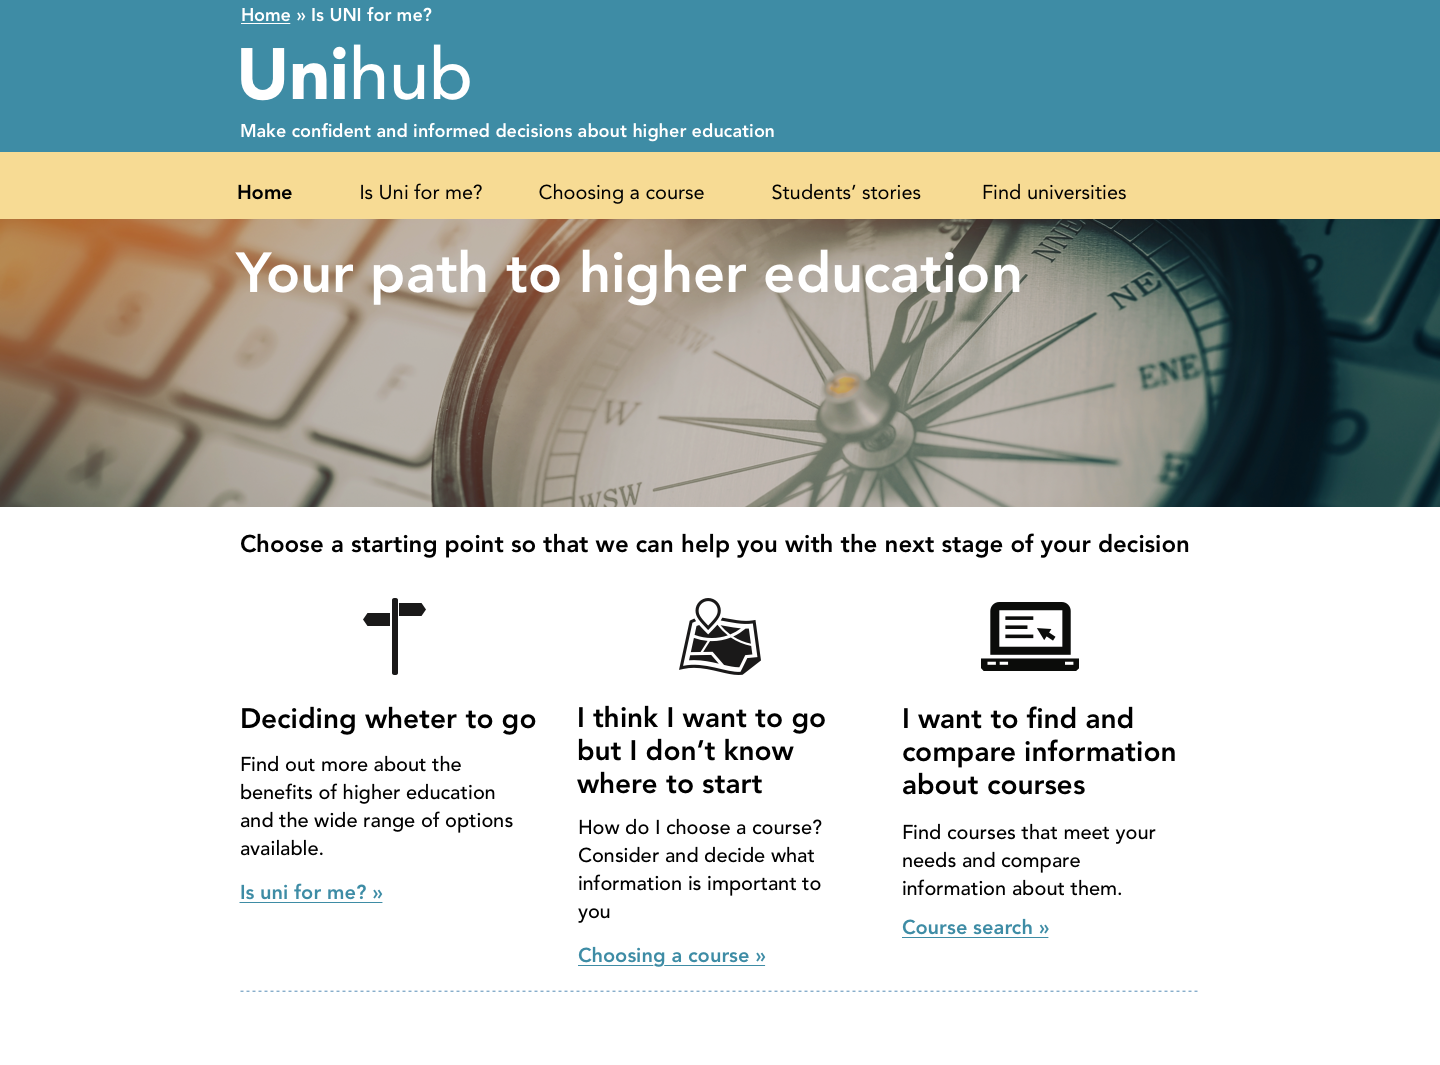 Home » Is UNI for me?
Unihub
Make confident and informed decisions about higher education
Home Is Uni for me? Choosing a course Students’ stories Find universities
Your path to higher education
NNE
NE
ENE
E
NNW
W
WSW
X
Choose a starting point so that we can help you with the next stage of your decision
Deciding wheter to go
Find out more about the
benefits of higher education
and the wide range of options
available.
Is uni for me? »
I think I want to go
but I don’t know
where to start
How do I choose a course?
Consider and decide what
information is important to
you
Choosing a course »
I want to find and
compare information
about courses
Find courses that meet your
needs and compare
information about them.
Course search »